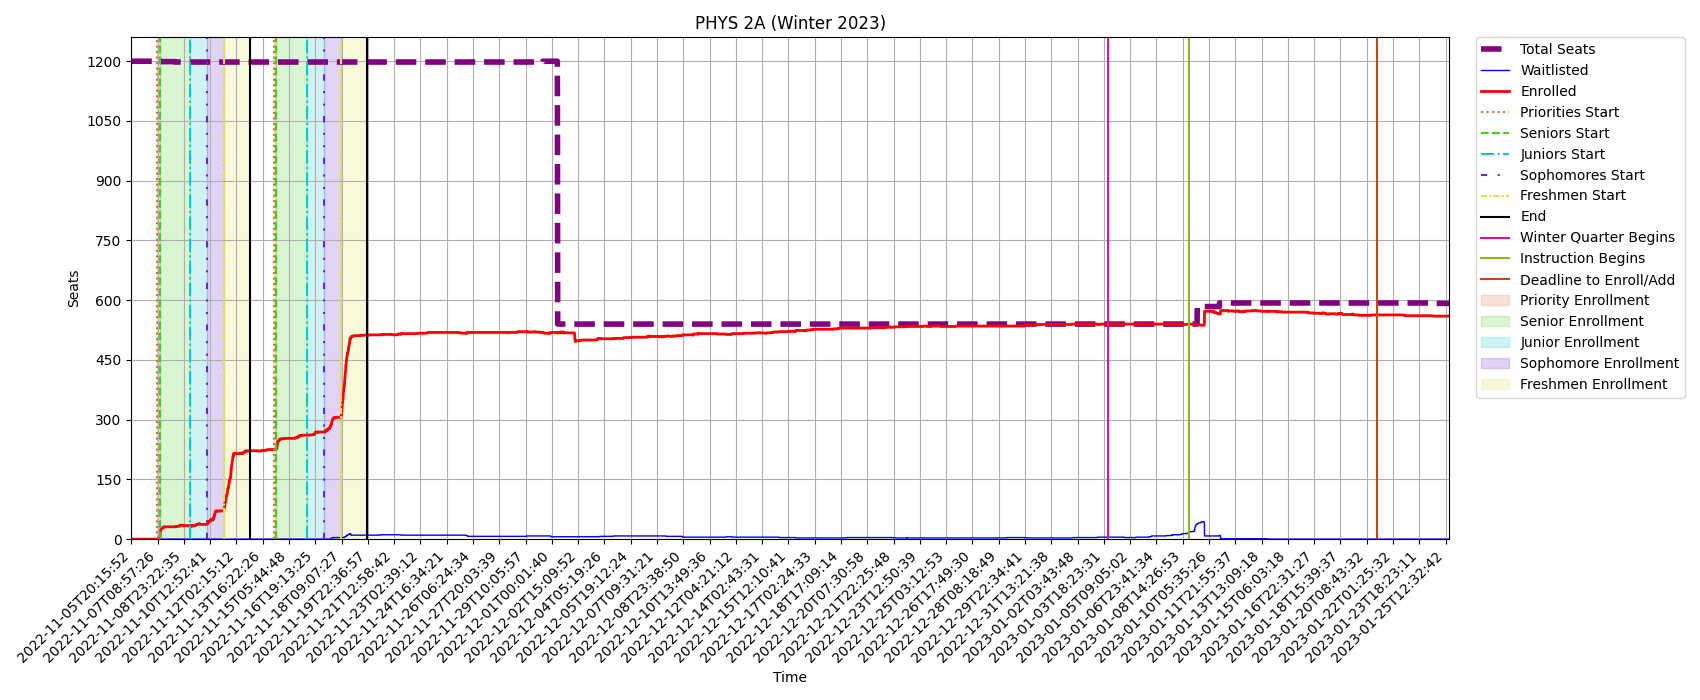 PHYS 2A (Winter 2023)
Seats
1200
1050
900
750
600
450
300
150
0
2022-11-05T20:15:52
2022-11-07T08:57:26
2022-11-08T23:22:35
2022-11-10T12:52:41
2022-11-12T02:15:12
2022-11-13T16:22:26
2022-11-15T05:44:48
2022-11-16T19:13:25
2022-11-18T09:07:27
2022-11-19T22:36:57
2022-11-21T12:58:42
2022-11-23T02:39:12
2022-11-24T16:34:21
2022-11-26T06:24:34
2022-11-27T20:03:39
2022-11-29T10:05:57
2022-12-01T00:01:40
2022-12-02T15:09:52
2022-12-04T05:19:26
2022-12-05T19:12:24
2022-12-07T09:31:21
2022-12-08T23:38:50
2022-12-10T13:49:36
2022-12-12T04:21:12
2022-12-14T02:43:31
2022-12-15T12:10:41
2022-12-17T02:24:33
2022-12-18T17:09:14
2022-12-20T07:30:58
2022-12-21T22:25:48
2022-12-23T12:50:39
2022-12-25T03:12:53
2022-12-26T17:49:30
2022-12-28T08:18:49
2022-12-29T22:34:41
2022-12-31T13:21:38
2023-01-02T03:43:48
2023-01-03T18:23:31
2023-01-05T09:05:02
2023-01-06T23:41:34
2023-01-08T14:26:53
2023-01-10T05:35:26
2023-01-11T21:55:37
2023-01-13T13:09:18
2023-01-15T06:03:18
2023-01-16T22:31:27
2023-01-18T15:39:37
2023-01-20T08:43:32
2023-01-22T01:25:32
2023-01-23T18:23:11
2023-01-25T12:32:42
Time
Total Seats
Waitlisted
Enrolled
Priorities Start
Seniors Start
Juniors Start
Sophomores Start
Freshmen Start
End
Winter Quarter Begins
Instruction Begins
Deadline to Enroll/Add
Priority Enrollment
Senior Enrollment
Junior Enrollment
Sophomore Enrollment
Freshmen Enrollment